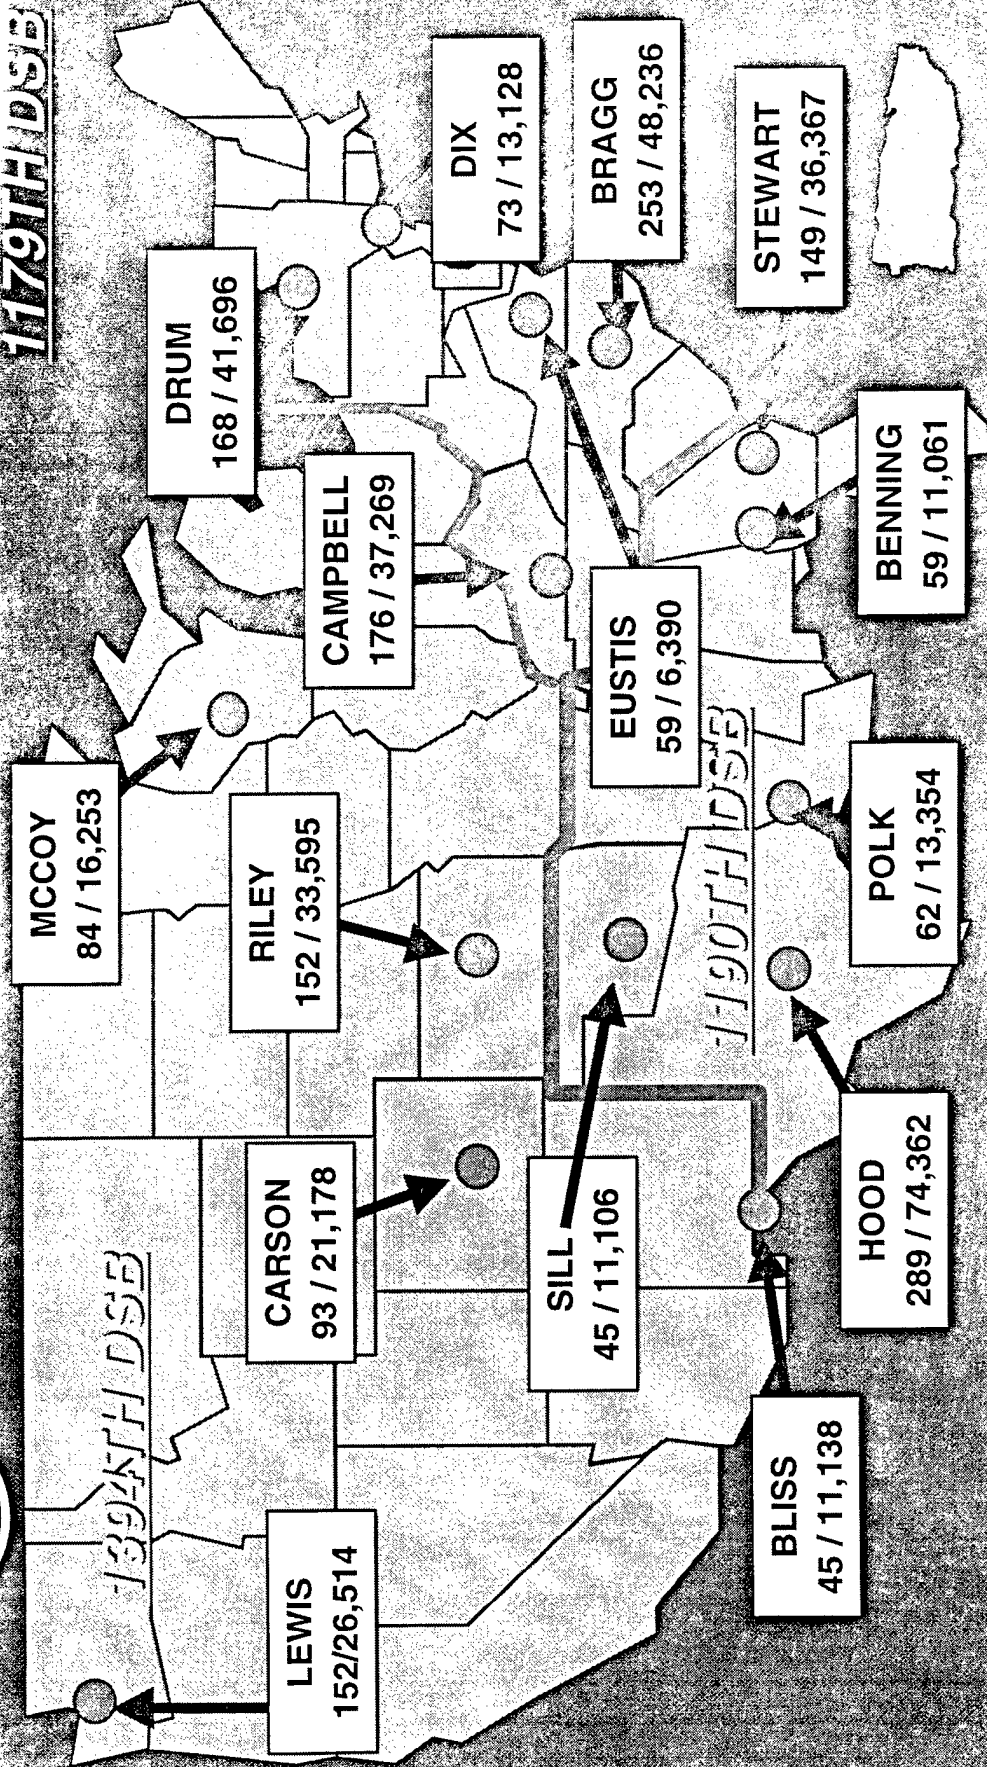 1179TH DSB
1394TH DSB
1190TH DSB
LEWIS
152/26,514
CARSON
93 / 21,178
MCCOY
84 / 16,253
RILEY
152 / 33,595
CAMPBELL
176 / 37,269
DRUM
168 / 41,696
DIX
73 / 13,128
BRAGG
253 / 48,236
STEWART
149 / 36,367
BENNING
59 / 11,061
EUSTIS
59 / 6,390
POLK
62 / 13,354
HOOD
289 / 74,362
SILL
45 / 11,106
BLISS
45 / 11,138